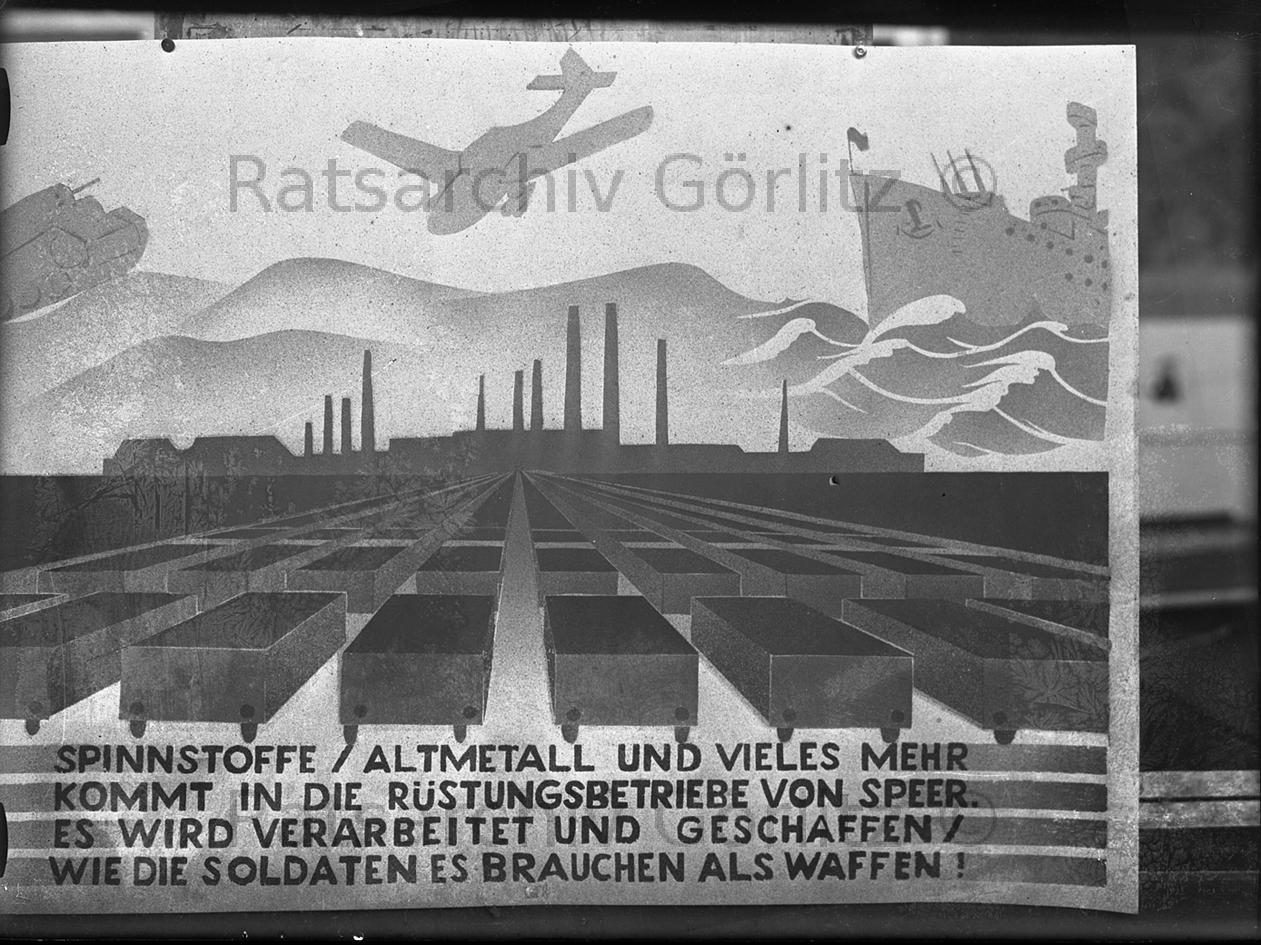 Ratsarchiv Görlitz ©
SPINNSTOFFE / ALTMETALL UND VIELES MEHR
KOMMT IN DIE RÜSTUNGSBETRIEBE VON SPEER.
ES WIRD VERARBEITET UND GESCHAFFEN /
WIE DIE SOLDATEN ES BRAUCHEN ALS WAFFEN !